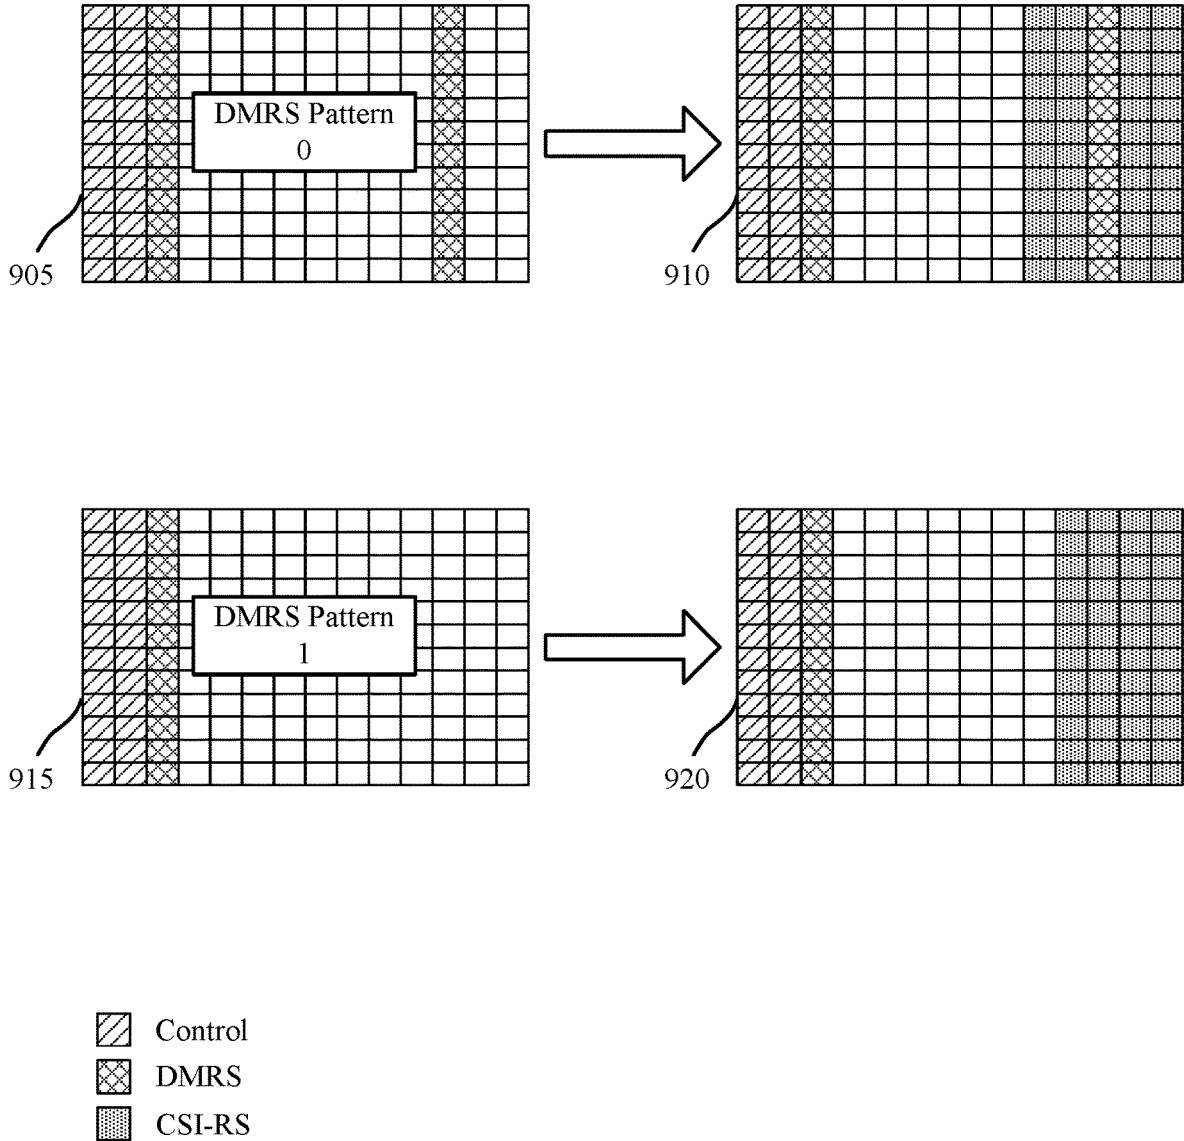 DMRS Pattern
0
905
910
DMRS Pattern
1
915
920
Control
DMRS
CSI-RS